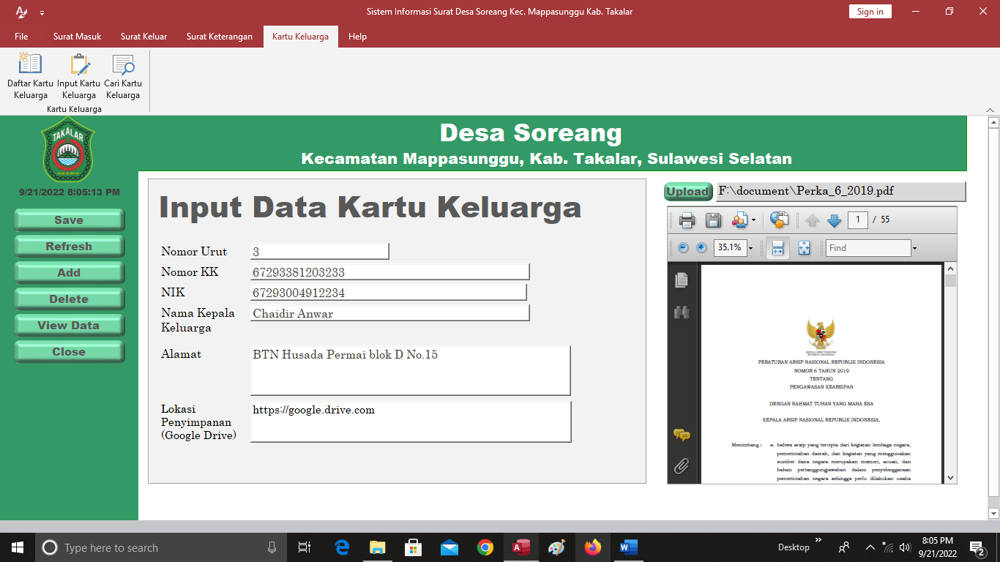 Sistem Informasi Surat Desa Soreang Kec. Mappasunggu Kab. Takalar
Sign in
File Surat Masuk Surat Keluar Surat Keterangan Kartu Keluarga Help
Daftar Kartu Keluarga
Input Kartu Keluarga
Cari Kartu Keluarga
Kartu Keluarga
TAKALAR
Desa Soreang
Kecamatan Mappasunggu, Kab. Takalar, Sulawesi Selatan
9/21/2022 8:05:13 PM
Save
Refresh
Add
Delete
View Data
Close
Input Data Kartu Keluarga
Nomor Urut 3
Nomor KK 67293381203233
NIK 67293004912234
Nama Kepala Keluarga Chaidir Anwar
Alamat BTN Husada Permai blok D No.15
Lokasi Penyimpanan (Google Drive) https://google.drive.com
Upload F:\document\Perka_6_2019.pdf
1 / 55
35.1% Find
PERATURAN ARSIP NASIONAL REPUBLIK INDONESIA
NOMOR 6 TAHUN 2019
TENTANG
PENGAWASAN KEARSIPAN
DENGAN RAHMAT TUHAN YANG MAHA ESA
KEPALA ARSIP NASIONAL REPUBLIK INDONESIA,
Menimbang : a. bahwa arsip yang tercipta dari kegiatan lembaga negara,
pemerintahan daerah, dan kegiatan yang menggunakan
sumber dana negara merupakan memori, acuan, dan
bahan pertanggungjawaban dalam penyelenggaraan
pemerintahan negara sehingga perlu dilakukan usaha
Type here to search
Desktop
8:05 PM
9/21/2022
2